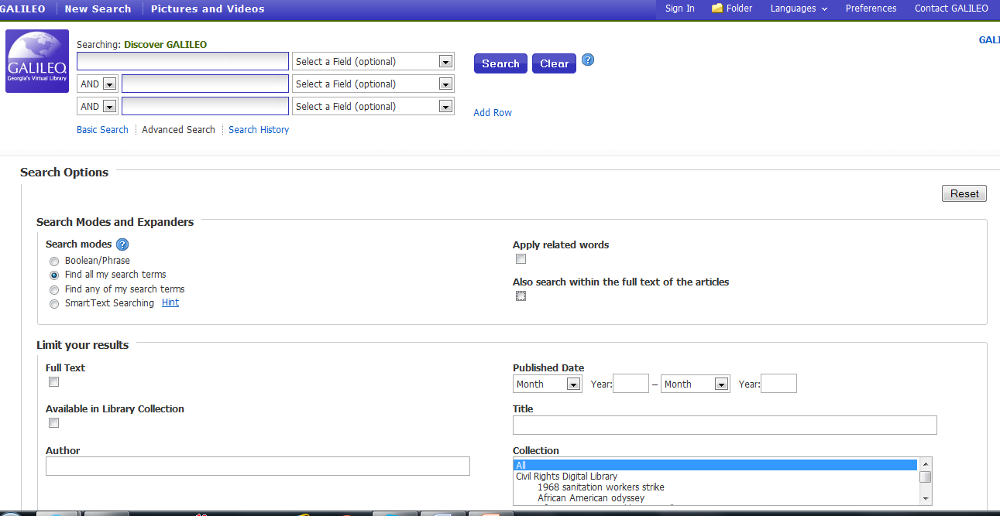 GALILEO New Search Pictures and Videos Sign In Folder Languages Preferences Contact GALILEO
GALILEO
Georgia's Virtual Library
Searching: Discover GALILEO
Select a Field (optional)
Search Clear ?
AND Select a Field (optional)
AND Select a Field (optional)
Add Row
Basic Search Advanced Search Search History
Search Options
Reset
Search Modes and Expanders
Search modes ?
Boolean/Phrase
Find all my search terms
Find any of my search terms
SmartText Searching Hint
Apply related words
Also search within the full text of the articles
Limit your results
Full Text
Published Date
Month Year: – Month Year:
Available in Library Collection
Title
Author
Collection
All
Civil Rights Digital Library
1968 sanitation workers strike
African American odyssey